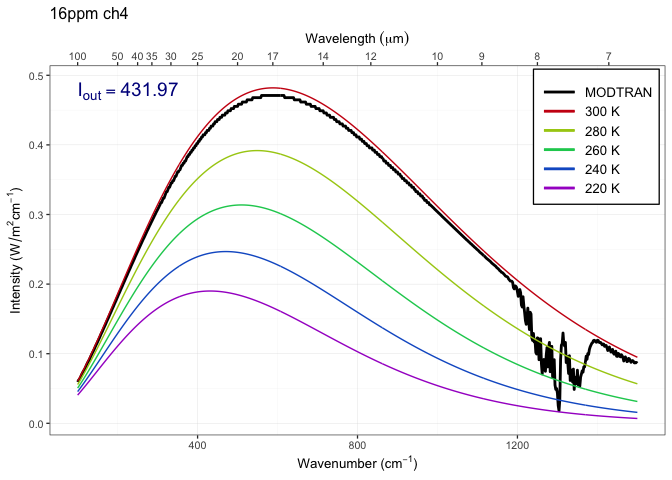 16ppm ch4
Wavelength (μm)
100 50 40 35 30 25 20 17 14 12 10 9 8 7
I_out = 431.97
MODTRAN
300 K
280 K
260 K
240 K
220 K
Intensity (W/m² cm⁻¹)
0.5
0.4
0.3
0.2
0.1
0.0
400 800 1200
Wavenumber (cm⁻¹)